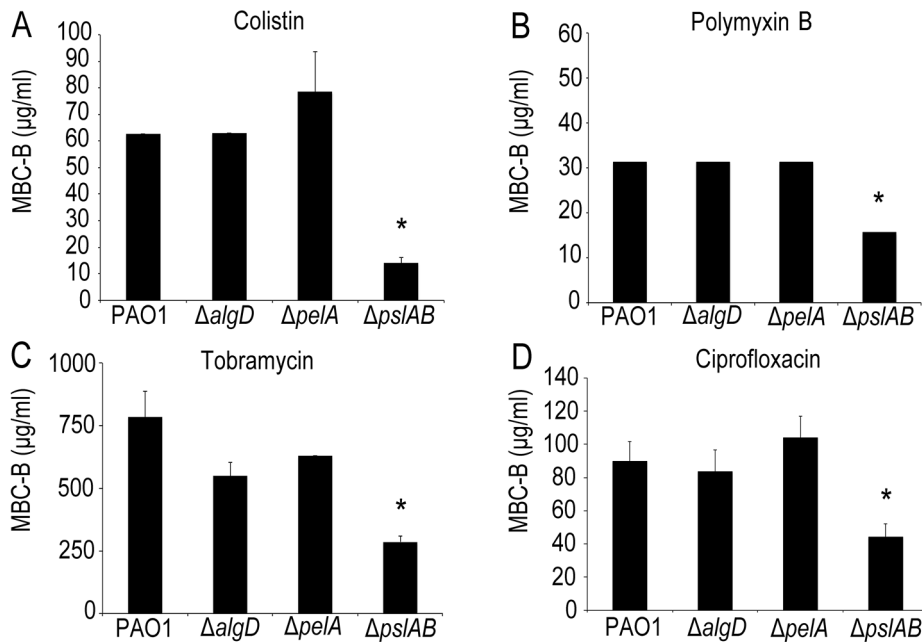 A
Colistin
MBC-B (µg/ml)
100
90
80
70
60
50
40
30
20
10
0
*
PAO1 ΔalgD ΔpelA ΔpslAB
B
Polymyxin B
MBC-B (µg/ml)
60
50
40
30
20
10
0
*
PAO1 ΔalgD ΔpelA ΔpslAB
C
Tobramycin
MBC-B (µg/ml)
1000
750
500
250
0
*
PAO1 ΔalgD ΔpelA ΔpslAB
D
Ciprofloxacin
MBC-B (µg/ml)
140
120
100
80
60
40
20
0
*
PAO1 ΔalgD ΔpelA ΔpslAB